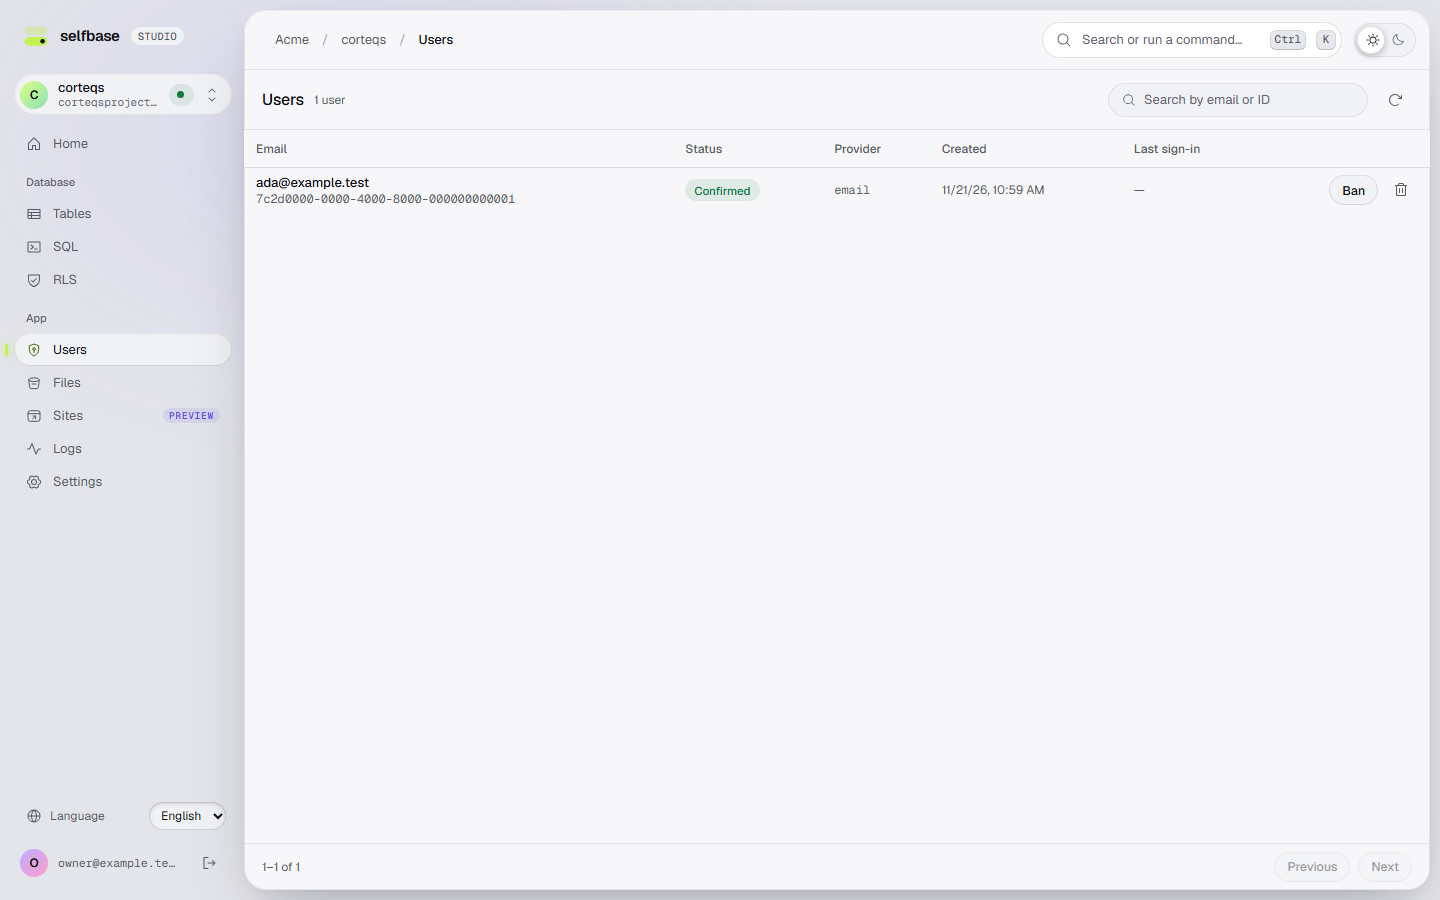 selfbase STUDIO
Acme / corteqs / Users
Search or run a command... Ctrl K
C corteqs
corteqsproject...
Users 1 user
Search by email or ID
Home
Database
Tables
SQL
RLS
App
Users
Files
Sites PREVIEW
Logs
Settings
Email Status Provider Created Last sign-in
ada@example.test
7c2d0000-0000-4000-8000-000000000001
Confirmed email 11/21/26, 10:59 AM — Ban
Language English
O owner@example.te...
1–1 of 1
Previous Next